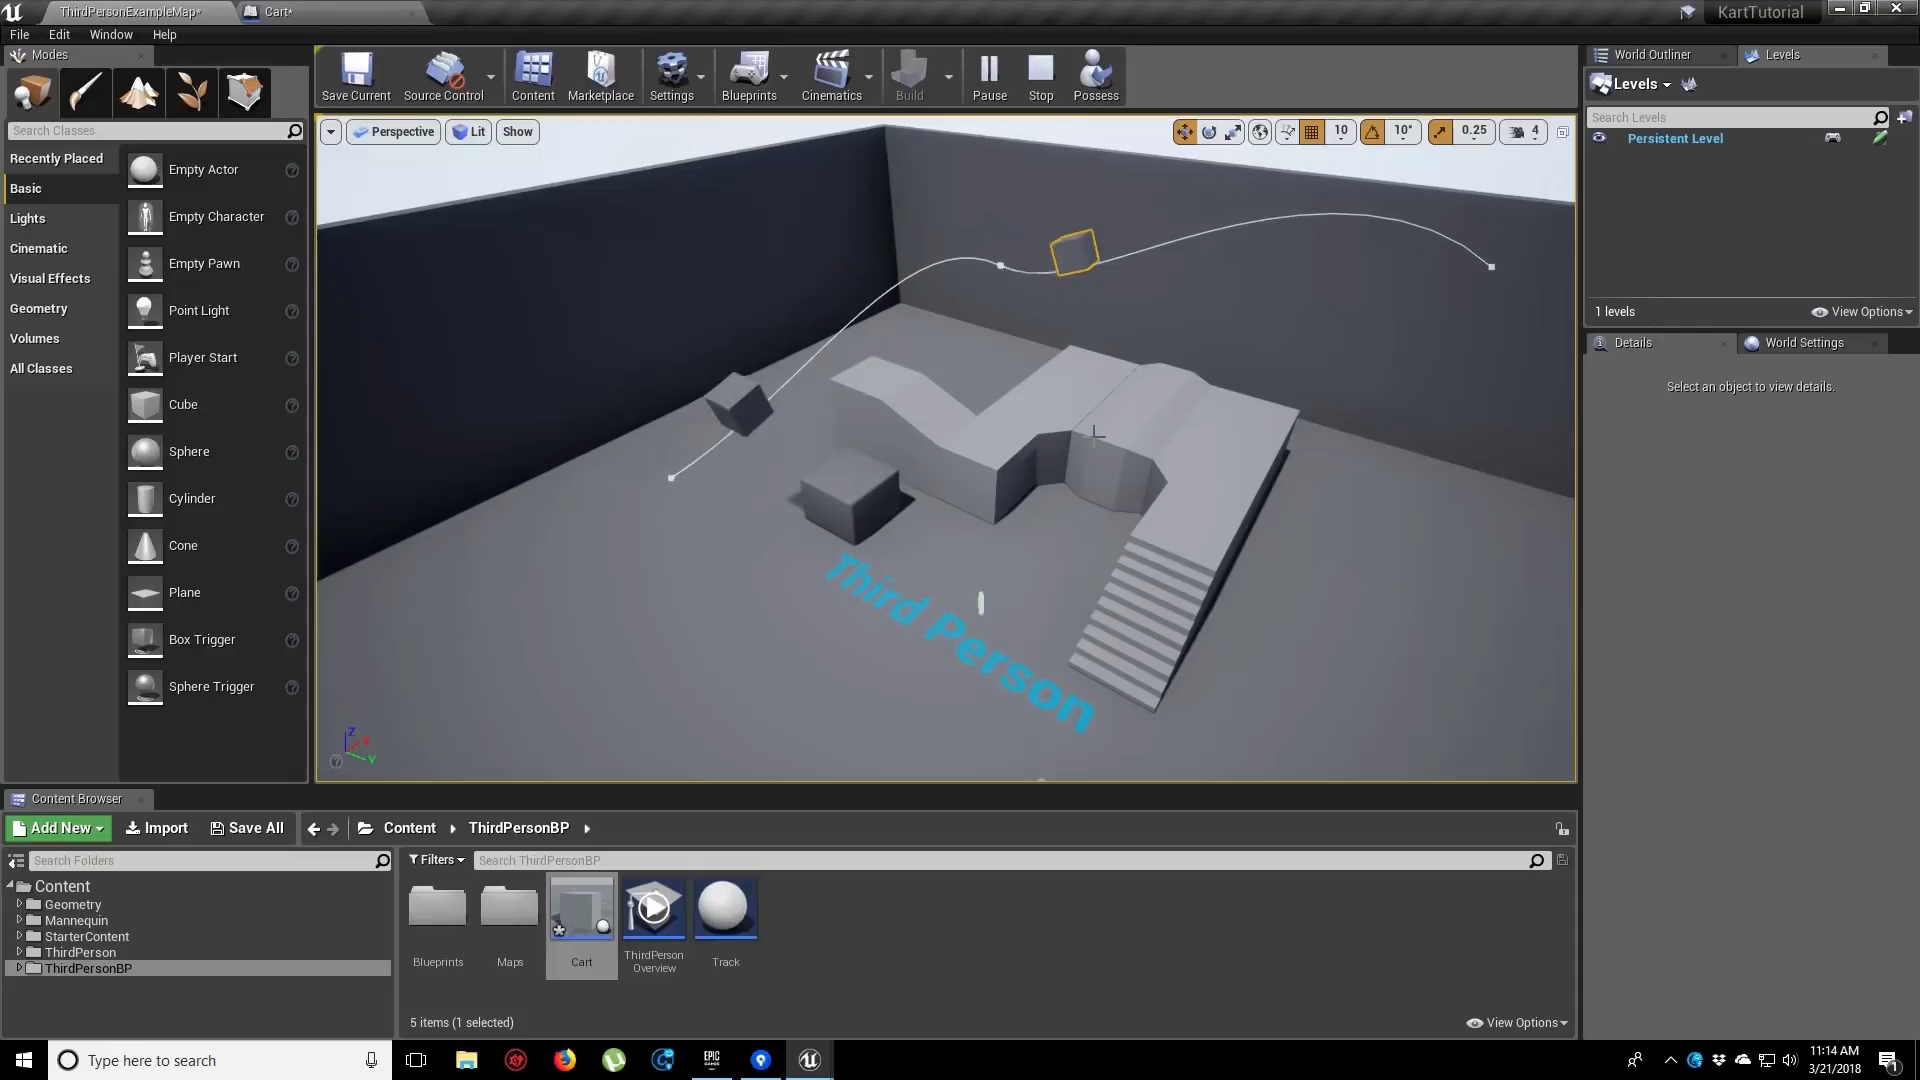 ThirdPersonExampleMap*
Cart*
KartTutorial
File Edit Window Help
Modes
Save Current
Source Control
Content
Marketplace
Settings
Blueprints
Cinematics
Build
Pause
Stop
Possess
World Outliner
Levels
Levels
Search Levels
Persistent Level
1 levels
View Options
Details
World Settings
Select an object to view details.
Search Classes
Recently Placed
Basic
Lights
Cinematic
Visual Effects
Geometry
Volumes
All Classes
Empty Actor
Empty Character
Empty Pawn
Point Light
Player Start
Cube
Sphere
Cylinder
Cone
Plane
Box Trigger
Sphere Trigger
Perspective
Lit
Show
10
10°
0.25
4
Third Person
Z
X
Y
Content Browser
Add New
Import
Save All
Content
ThirdPersonBP
Search Folders
Filters
Search ThirdPersonBP
Content
Geometry
Mannequin
StarterContent
ThirdPerson
ThirdPersonBP
Blueprints
Maps
Cart
ThirdPerson
Overview
Track
5 items (1 selected)
View Options
Type here to search
EPIC
GAMES
11:14 AM
3/21/2018
1